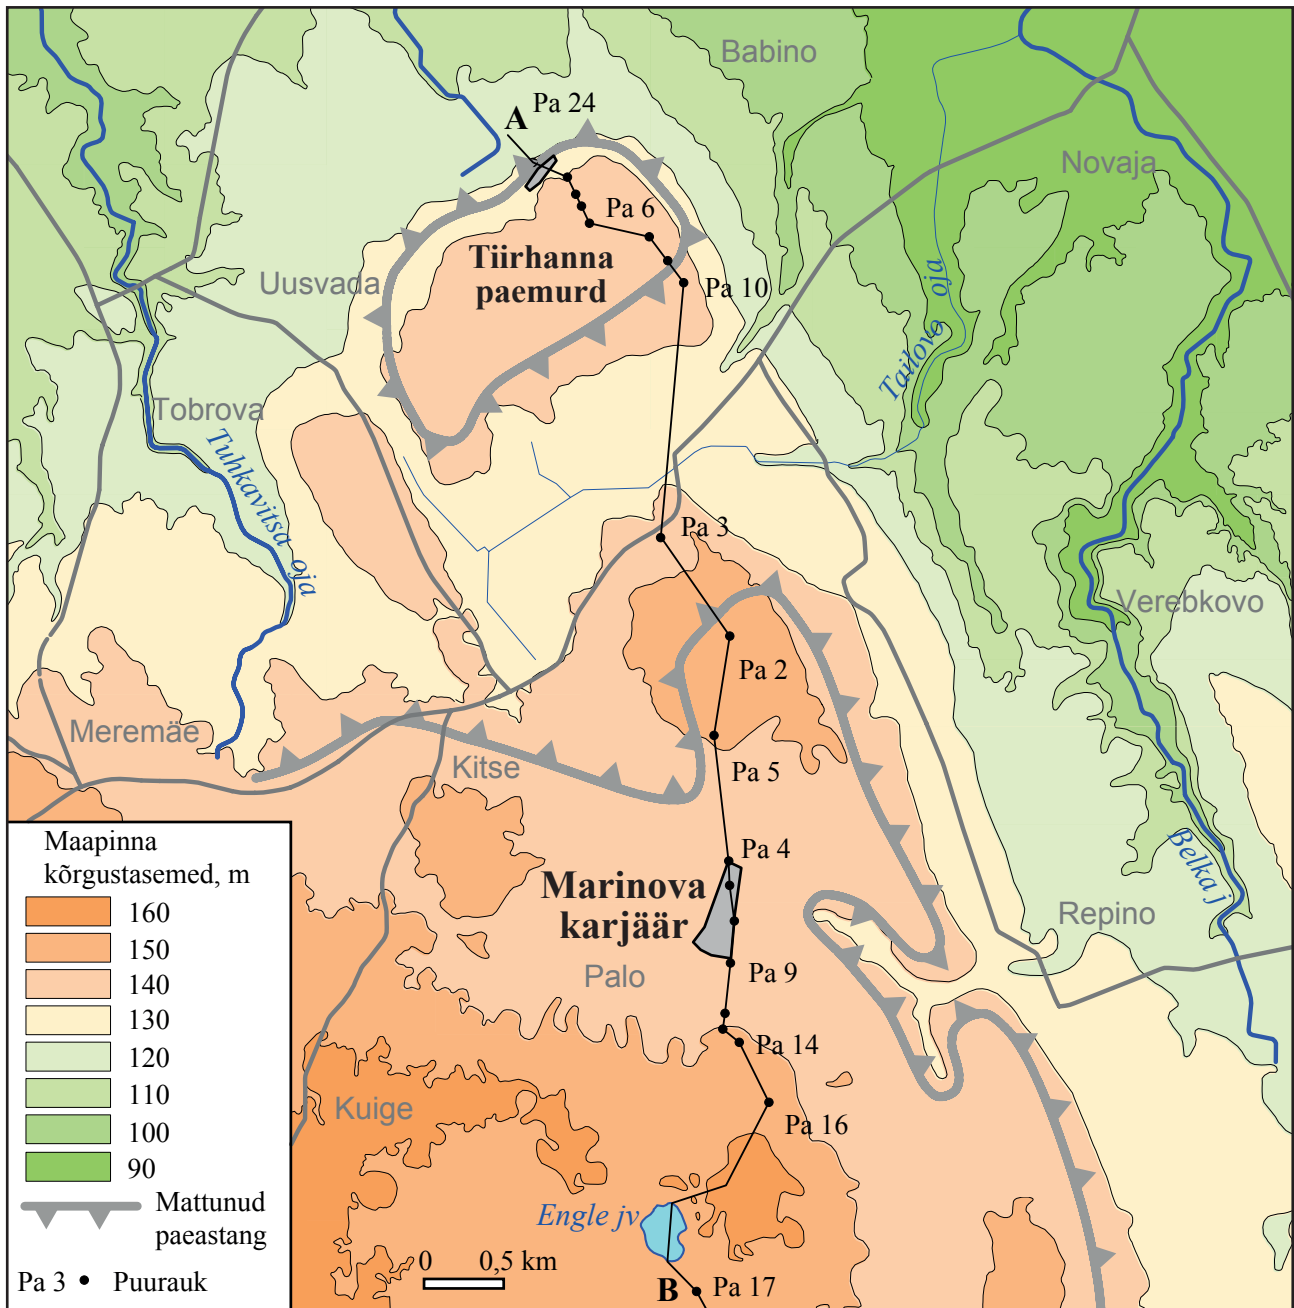 Babino
Pa 24
A
Novaja
Pa 6
Tiirhanna
paemurd
Uusvada
Pa 10
Tailovo oja
Tobrova
Tuhkavitsa oja
Pa 3
Verebkovo
Pa 2
Meremäe
Kitse
Pa 5
Pa 4
Marinova
karjäär
Belka j
Repino
Palo
Pa 9
Pa 14
Kuige
Pa 16
Engle jv
B
Pa 17
0 0,5 km
Maapinna
kõrgustasemed, m
160
150
140
130
120
110
100
90
Mattunud
paeastang
Pa 3 Puurauk